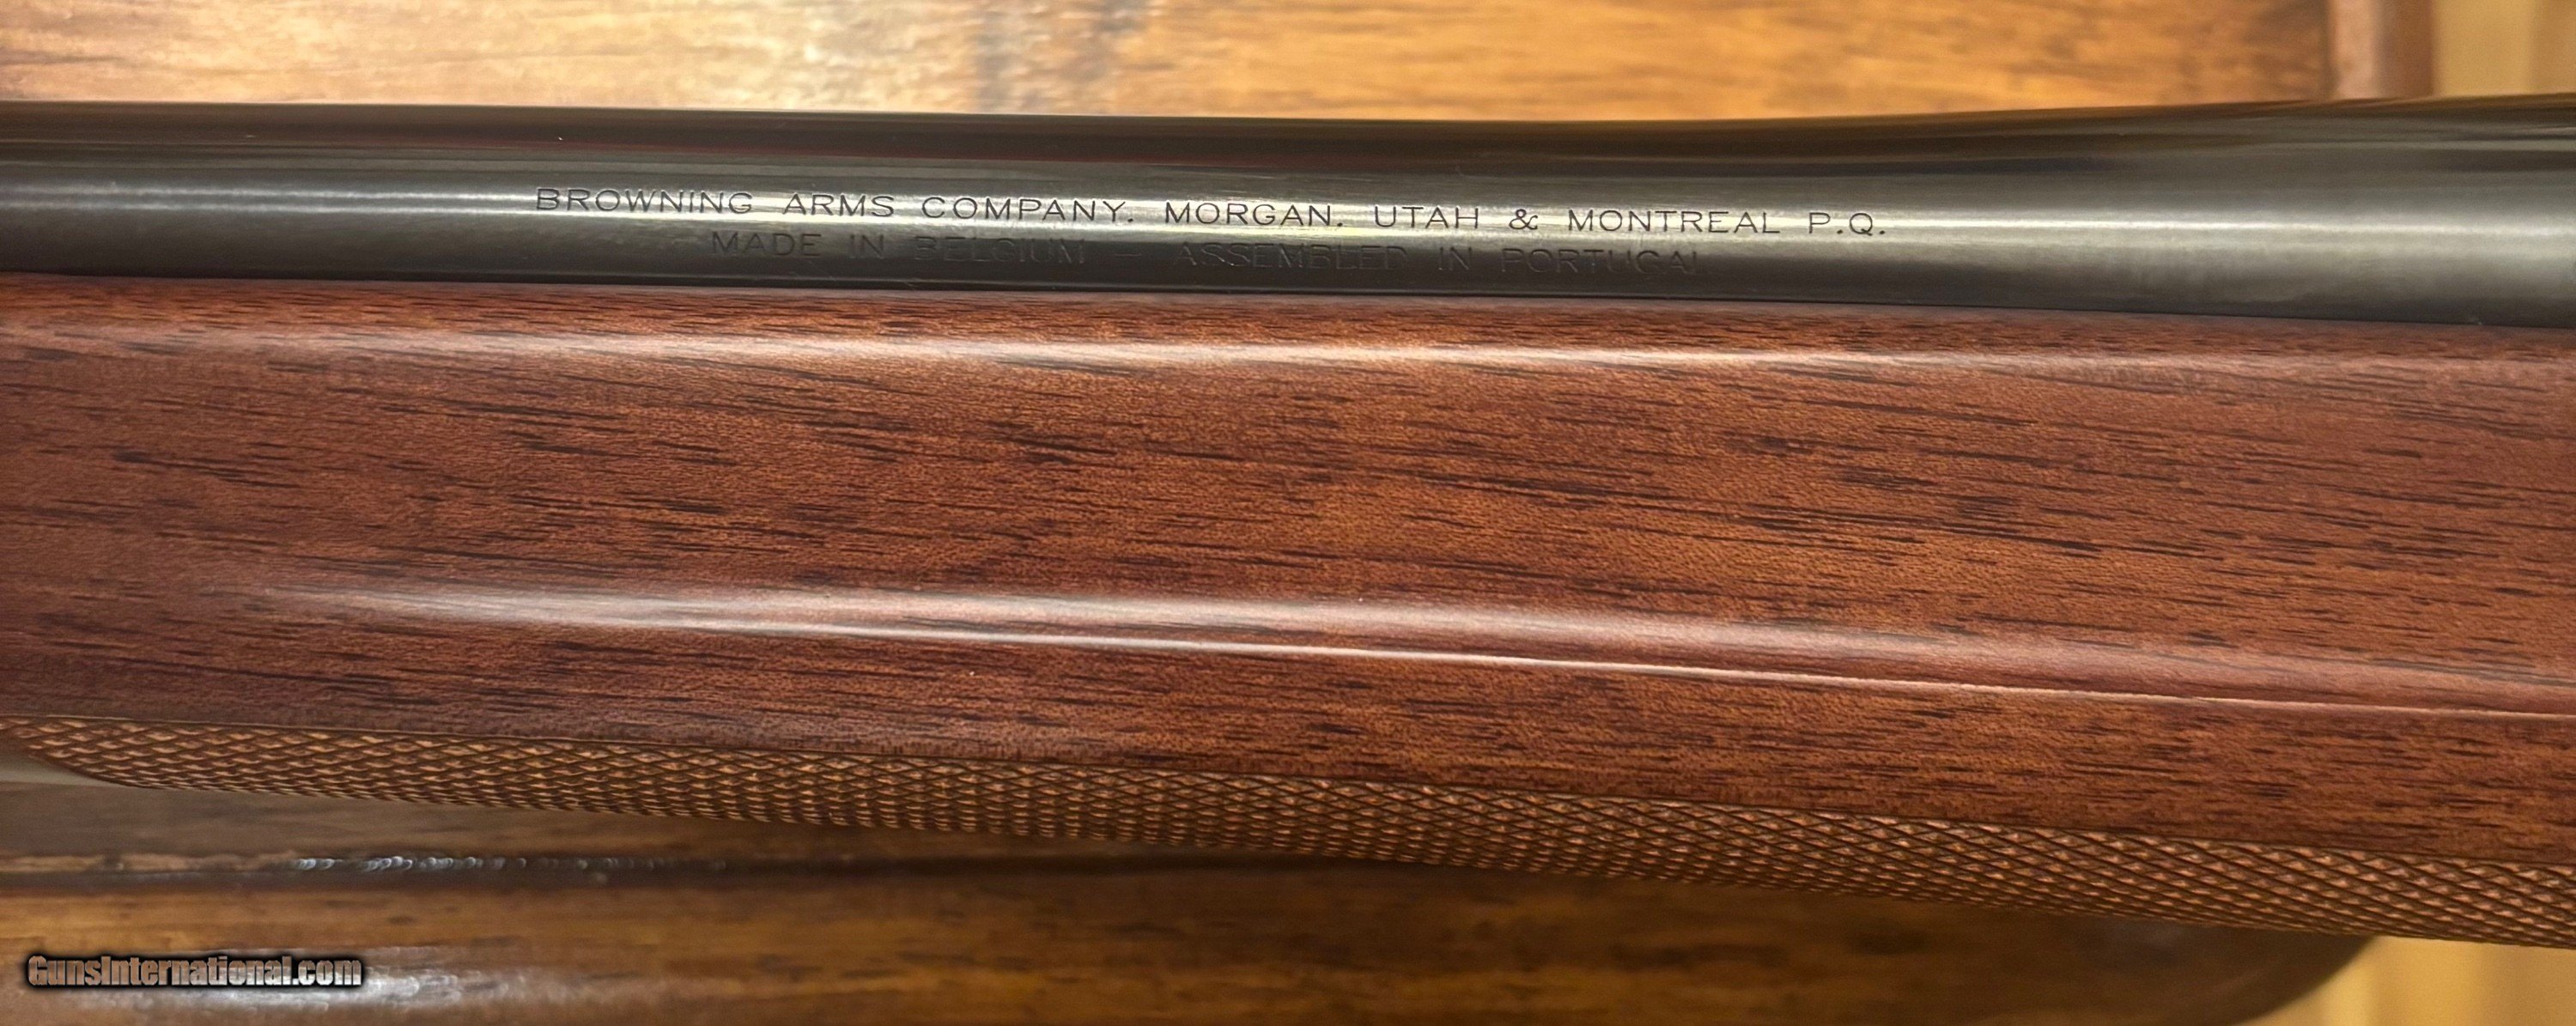 BROWNING ARMS COMPANY. MORGAN. UTAH & MONTREAL P.Q.
MADE IN BELGIUM - ASSEMBLED IN PORTUGAL
GunsInternational.com